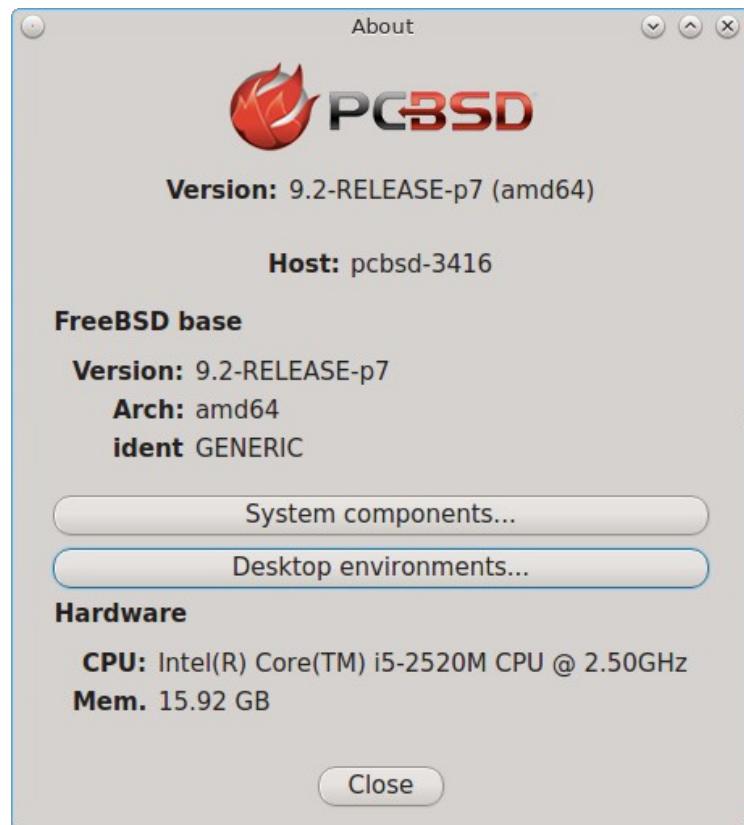 About
PCBSD
Version: 9.2-RELEASE-p7 (amd64)
Host: pcbsd-3416
FreeBSD base
Version: 9.2-RELEASE-p7
Arch: amd64
ident GENERIC
System components...
Desktop environments...
Hardware
CPU: Intel(R) Core(TM) i5-2520M CPU @ 2.50GHz
Mem. 15.92 GB
Close